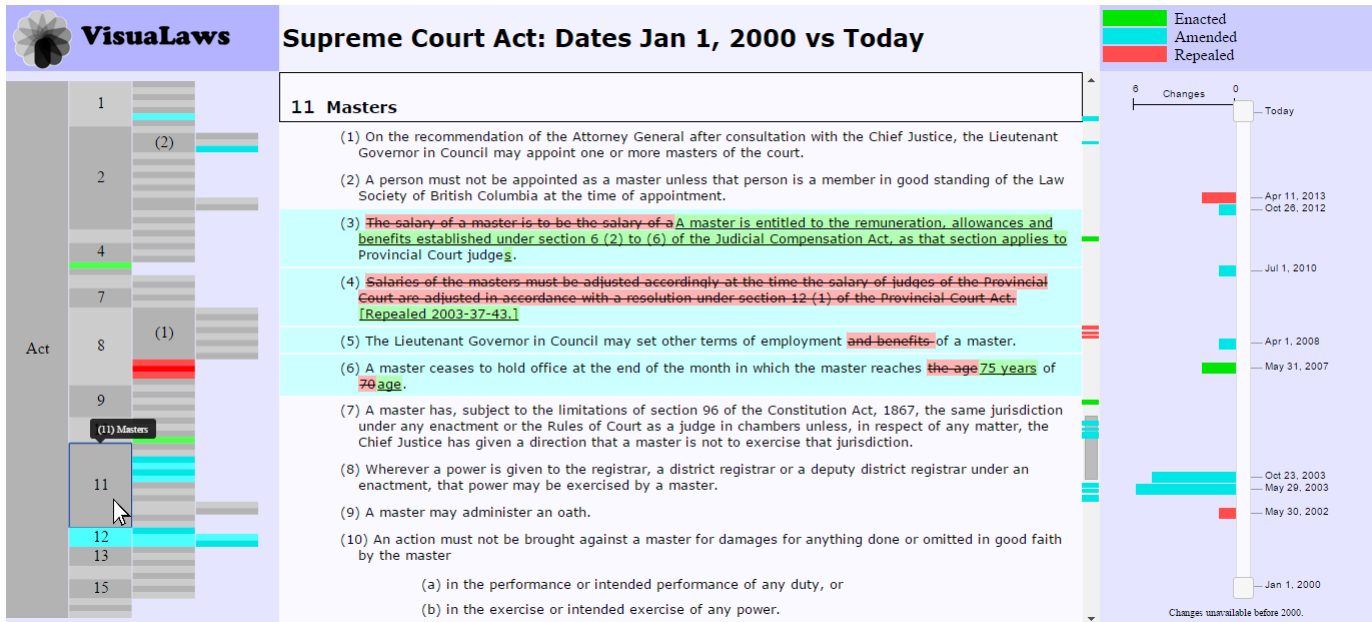 VisuaLaws
Supreme Court Act: Dates Jan 1, 2000 vs Today
Enacted
Amended
Repealed
Act
1
2
4
7
8
9
11
12
13
15
(2)
(1)
(11) Masters
11 Masters
(1) On the recommendation of the Attorney General after consultation with the Chief Justice, the Lieutenant
Governor in Council may appoint one or more masters of the court.
(2) A person must not be appointed as a master unless that person is a member in good standing of the Law
Society of British Columbia at the time of appointment.
(3) The salary of a master is to be the salary of a A master is entitled to the remuneration, allowances and
benefits established under section 6 (2) to (6) of the Judicial Compensation Act, as that section applies to
Provincial Court judges.
(4) Salaries of the masters must be adjusted accordingly at the time the salary of judges of the Provincial
Court are adjusted in accordance with a resolution under section 12 (1) of the Provincial Court Act.
[Repealed 2003-37-43.]
(5) The Lieutenant Governor in Council may set other terms of employment and benefits of a master.
(6) A master ceases to hold office at the end of the month in which the master reaches the age 75 years of
70 age.
(7) A master has, subject to the limitations of section 96 of the Constitution Act, 1867, the same jurisdiction
under any enactment or the Rules of Court as a judge in chambers unless, in respect of any matter, the
Chief Justice has given a direction that a master is not to exercise that jurisdiction.
(8) Wherever a power is given to the registrar, a district registrar or a deputy district registrar under an
enactment, that power may be exercised by a master.
(9) A master may administer an oath.
(10) An action must not be brought against a master for damages for anything done or omitted in good faith
by the master
(a) in the performance or intended performance of any duty, or
(b) in the exercise or intended exercise of any power.
6 Changes 0
Today
Apr 11, 2013
Oct 26, 2012
Jul 1, 2010
Apr 1, 2008
May 31, 2007
Oct 23, 2003
May 29, 2003
May 30, 2002
Jan 1, 2000
Changes unavailable before 2000.